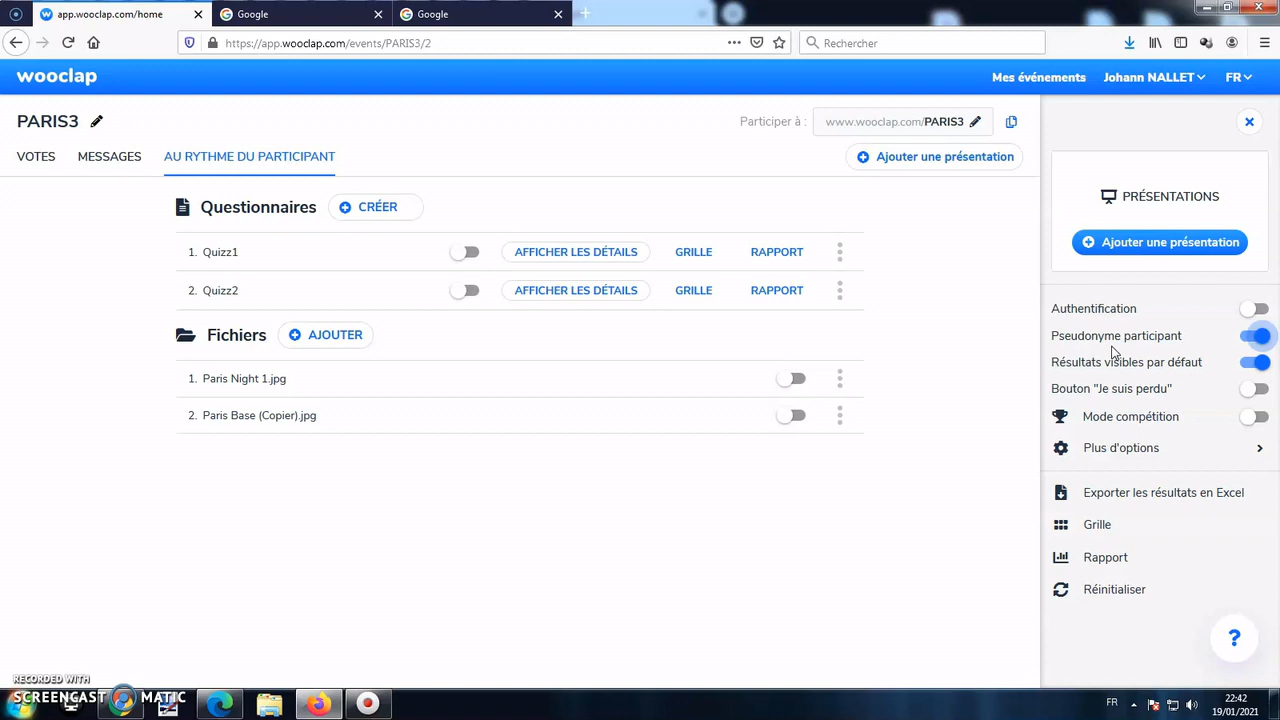 app.wooclap.com/home
Google
Google
https://app.wooclap.com/events/PARIS3/2
Rechercher
wooclap
Mes événements
Johann NALLET
FR
PARIS3
Participer à :
www.wooclap.com/PARIS3
VOTES
MESSAGES
AU RYTHME DU PARTICIPANT
Ajouter une présentation
Questionnaires
CRÉER
1. Quizz1
AFFICHER LES DÉTAILS
GRILLE
RAPPORT
2. Quizz2
AFFICHER LES DÉTAILS
GRILLE
RAPPORT
Fichiers
AJOUTER
1. Paris Night 1.jpg
2. Paris Base (Copier).jpg
PRÉSENTATIONS
Ajouter une présentation
Authentification
Pseudonyme participant
Résultats visibles par défaut
Bouton "Je suis perdu"
Mode compétition
Plus d'options
Exporter les résultats en Excel
Grille
Rapport
Réinitialiser
?
RECORDED WITH
SCREENCAST MATIC
FR
22:42
19/01/2021